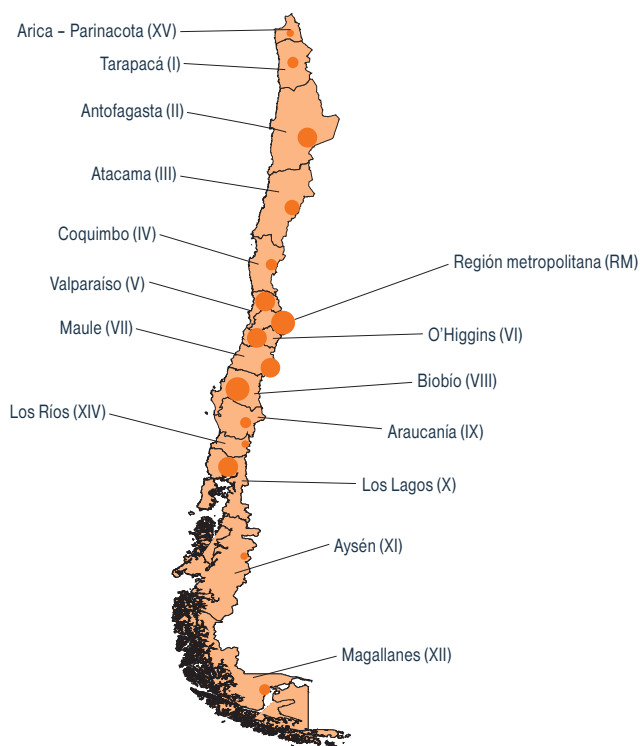 Arica – Parinacota (XV)
Tarapacá (I)
Antofagasta (II)
Atacama (III)
Coquimbo (IV)
Región metropolitana (RM)
Valparaíso (V)
Maule (VII)
O’Higgins (VI)
Biobío (VIII)
Los Ríos (XIV)
Araucanía (IX)
Los Lagos (X)
Aysén (XI)
Magallanes (XII)